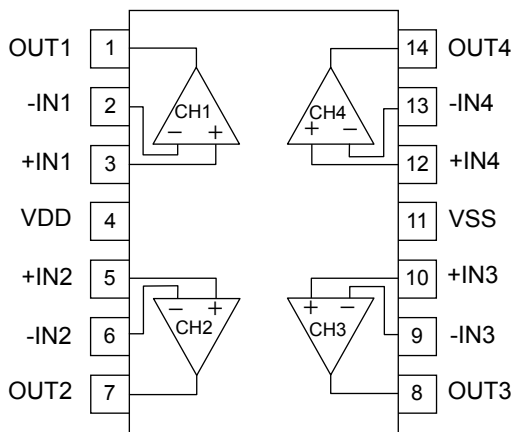 OUT1 1 14 OUT4
-IN1 2 CH1 CH4 13 -IN4
− + + −
+IN1 3 12 +IN4
VDD 4 11 VSS
+IN2 5 10 +IN3
− + + −
-IN2 6 CH2 CH3 9 -IN3
OUT2 7 8 OUT3